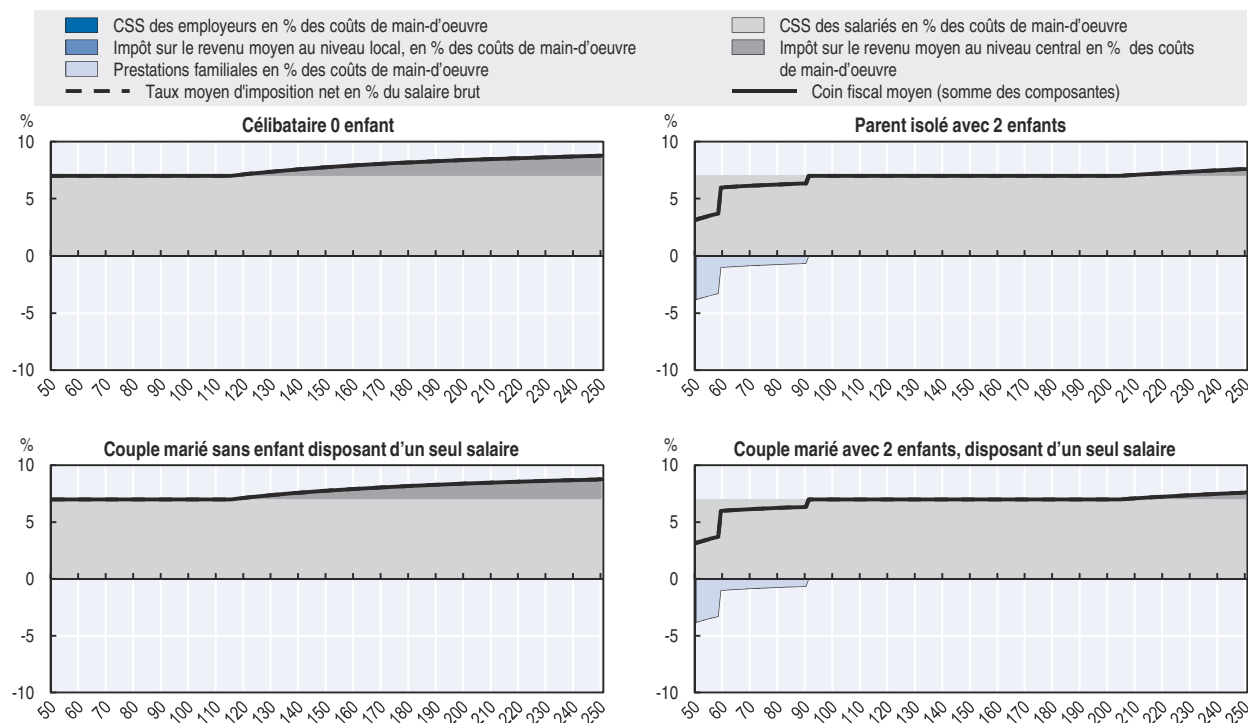 CSS des employeurs en % des coûts de main-d'oeuvre
Impôt sur le revenu moyen au niveau local, en % des coûts de main-d'oeuvre
Prestations familiales en % des coûts de main-d'oeuvre
Taux moyen d'imposition net en % du salaire brut
CSS des salariés en % des coûts de main-d'oeuvre
Impôt sur le revenu moyen au niveau central en % des coûts
de main-d'oeuvre
Coin fiscal moyen (somme des composantes)
%
Célibataire 0 enfant
10
5
0
-5
-10
50 60 70 80 90 100 110 120 130 140 150 160 170 180 190 200 210 220 230 240 250
%
Parent isolé avec 2 enfants
10
5
0
-5
-10
50 60 70 80 90 100 110 120 130 140 150 160 170 180 190 200 210 220 230 240 250
%
Couple marié sans enfant disposant d'un seul salaire
10
5
0
-5
-10
50 60 70 80 90 100 110 120 130 140 150 160 170 180 190 200 210 220 230 240 250
%
Couple marié avec 2 enfants, disposant d'un seul salaire
10
5
0
-5
-10
50 60 70 80 90 100 110 120 130 140 150 160 170 180 190 200 210 220 230 240 250